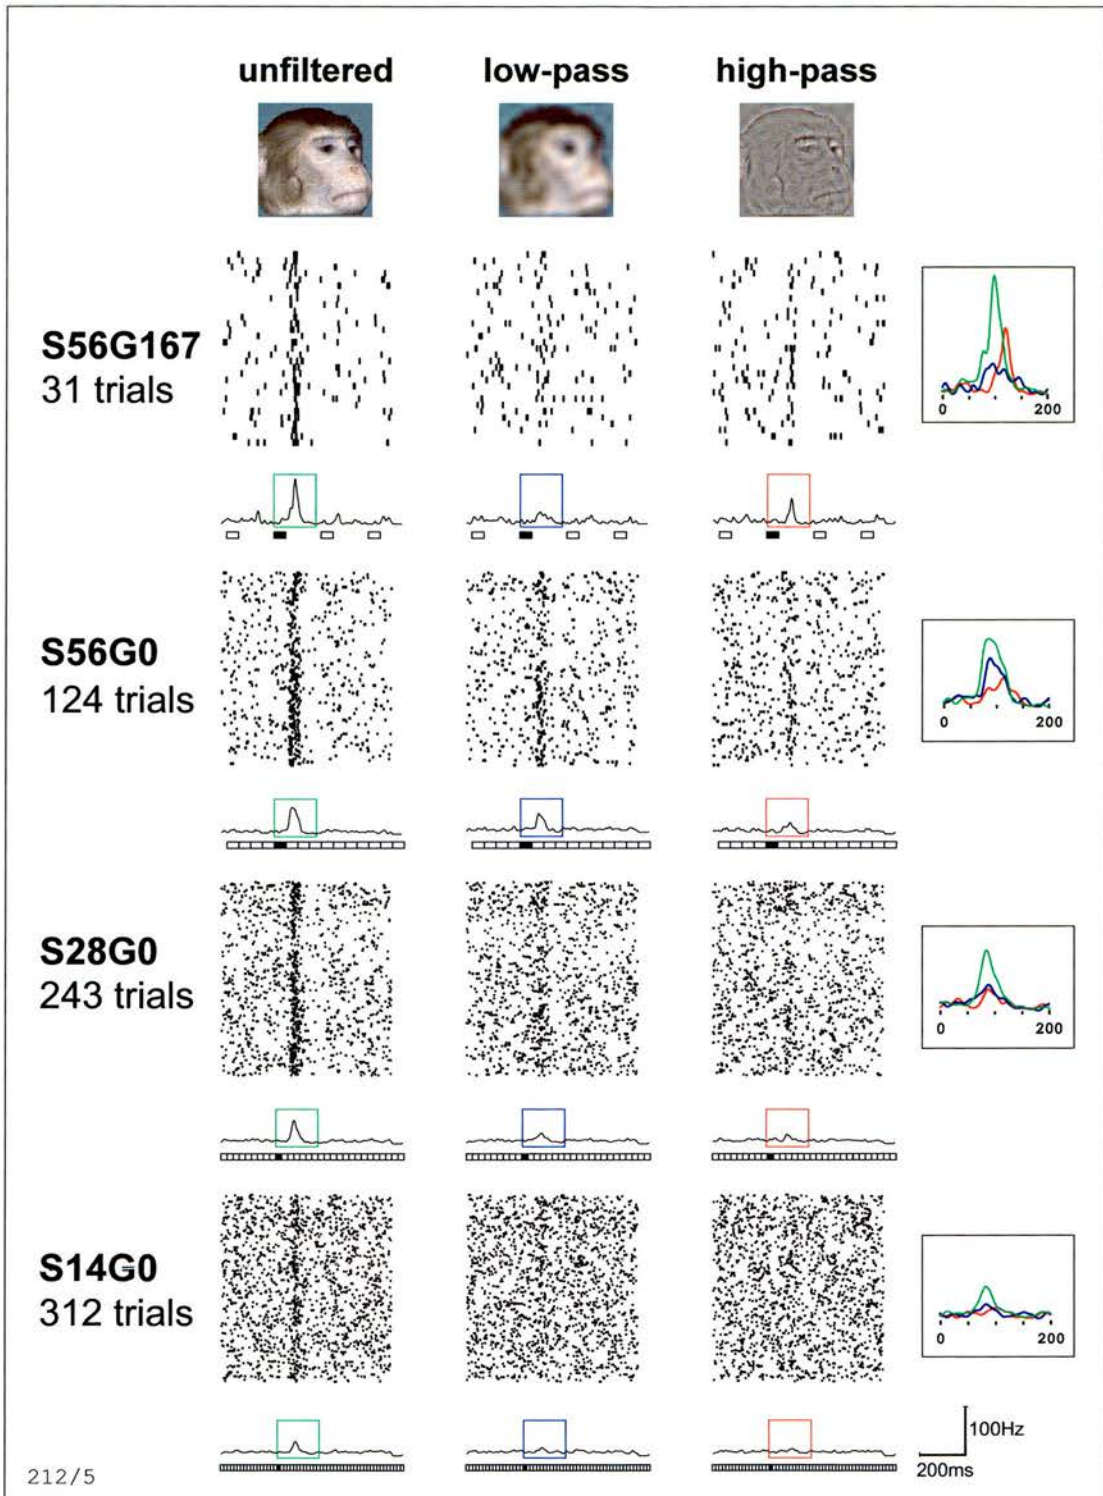 unfiltered low-pass high-pass
S56G167
31 trials
0 200
S56G0
124 trials
0 200
S28G0
243 trials
0 200
S14G0
312 trials
0 200
100Hz
200ms
212/5